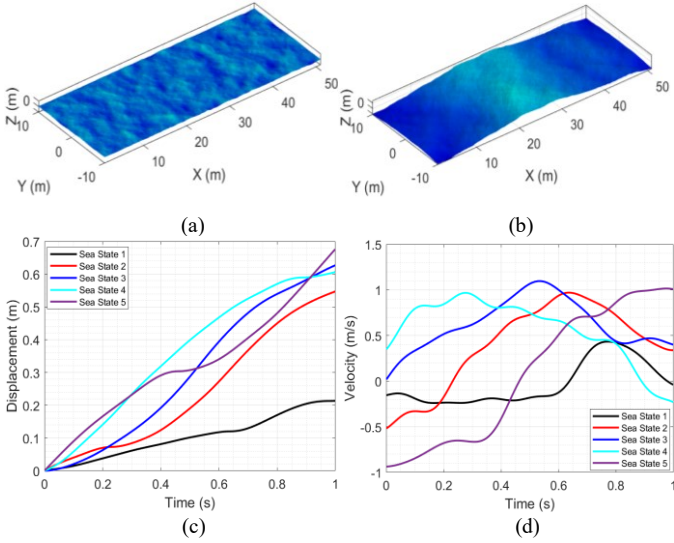 Z (m)
0
10
0
-10
Y (m)
10
20
30
40
50
X (m)
(a)
Z (m)
0
10
0
-10
Y (m)
10
20
30
40
50
X (m)
(b)
0.7
0.6
0.5
0.4
0.3
0.2
0.1
0
Displacement (m)
Sea State 1
Sea State 2
Sea State 3
Sea State 4
Sea State 5
0
0.2
0.4
0.6
0.8
1
Time (s)
(c)
1.5
1
0.5
0
-0.5
-1
Velocity (m/s)
Sea State 1
Sea State 2
Sea State 3
Sea State 4
Sea State 5
0
0.2
0.4
0.6
0.8
1
Time (s)
(d)